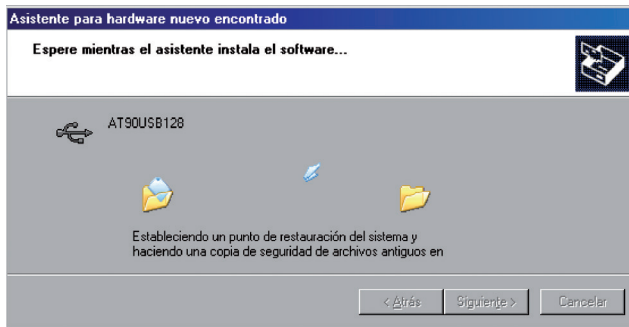 Asistente para hardware nuevo encontrado
Espere mientras el asistente instala el software...
AT90USB128
Estableciendo un punto de restauración del sistema y
haciendo una copia de seguridad de archivos antiguos en
< Atrás Siguiente > Cancelar